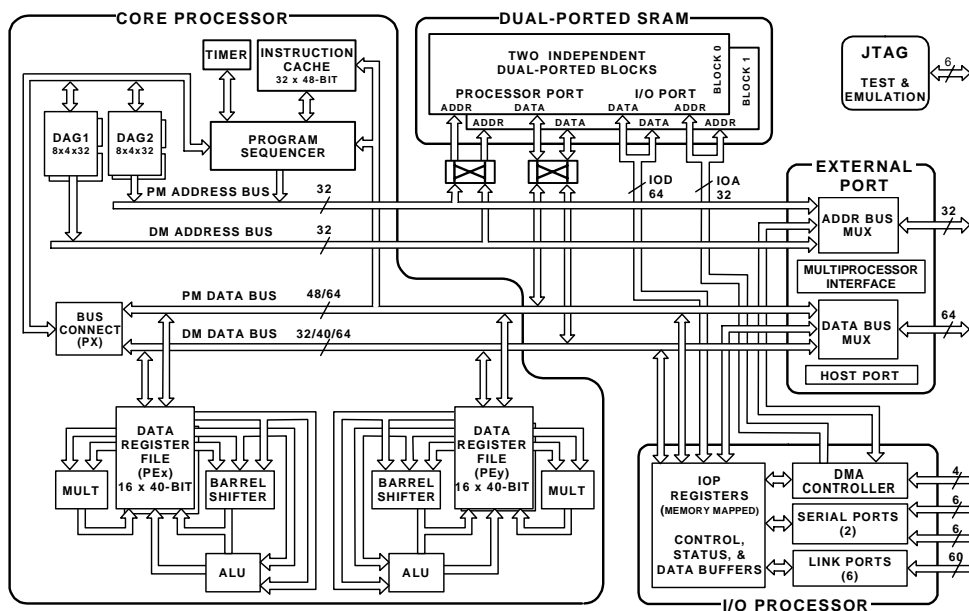 CORE PROCESSOR
TIMER
INSTRUCTION
CACHE
32 x 48-BIT
DAG1
8x4x32
DAG2
8x4x32
PROGRAM
SEQUENCER
PM ADDRESS BUS
32
DM ADDRESS BUS
32
PM DATA BUS
48/64
DM DATA BUS
32/40/64
BUS
CONNECT
(PX)
MULT
DATA
REGISTER
FILE
(PEx)
16 x 40-BIT
BARREL
SHIFTER
ALU
BARREL
SHIFTER
DATA
REGISTER
FILE
(PEy)
16 x 40-BIT
MULT
ALU
DUAL-PORTED SRAM
TWO INDEPENDENT
DUAL-PORTED BLOCKS
PROCESSOR PORT
I/O PORT
ADDR
DATA
DATA
ADDR
ADDR
DATA
DATA
ADDR
BLOCK 0
BLOCK 1
IOD
64
IOA
32
JTAG
TEST &
EMULATION
6
EXTERNAL
PORT
ADDR BUS
MUX
32
MULTIPROCESSOR
INTERFACE
DATA BUS
MUX
64
HOST PORT
IOP
REGISTERS
(MEMORY MAPPED)
CONTROL,
STATUS, &
DATA BUFFERS
DMA
CONTROLLER
4
SERIAL PORTS
(2)
6
6
LINK PORTS
(6)
60
I/O PROCESSOR